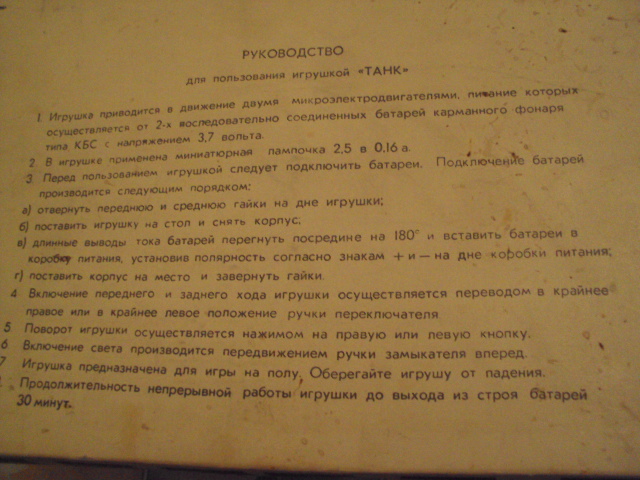 РУКОВОДСТВО
для пользования игрушкой «ТАНК»
1. Игрушка приводится в движение двумя микроэлектродвигателями, питание которых
осуществляется от 2-х последовательно соединенных батарей карманного фонаря
типа КБС с напряжением 3,7 вольта.
2. В игрушке применена миниатюрная лампочка 2,5 в 0,16 а.
3. Перед пользованием игрушкой следует подключить батареи. Подключение батарей
производится следующим порядком:
а) отвернуть переднюю и среднюю гайки на дне игрушки;
б) поставить игрушку на стол и снять корпус;
в) длинные выводы тока батарей перегнуть посредине на 180° и вставить батареи в
коробку питания, установив полярность согласно знакам + и — на дне коробки питания;
г) поставить корпус на место и завернуть гайки.
4 Включение переднего и заднего хода игрушки осуществляется переводом в крайнее
правое или в крайнее левое положение ручки переключателя
5 Поворот игрушки осуществляется нажимом на правую или левую кнопку.
6 Включение света производится передвижением ручки замыкателя вперед.
7 Игрушка предназначена для игры на полу. Оберегайте игрушу от падения.
Продолжительность непрерывной работы игрушки до выхода из строя батарей
30 минут.